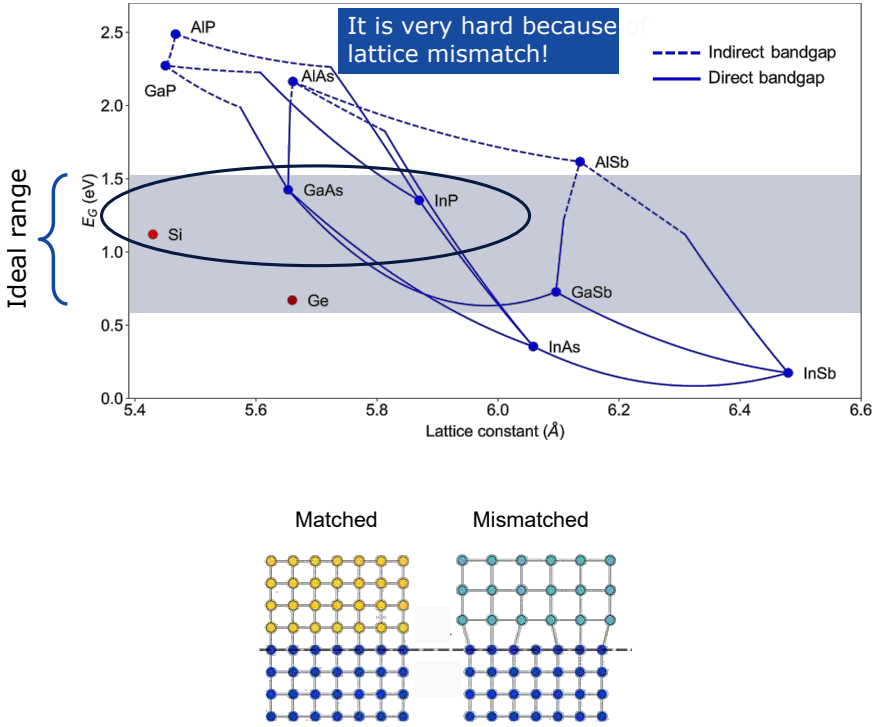 It is very hard because of
lattice mismatch!
2.5
2.0
1.5
1.0
0.5
0.0
E_G (eV)
Ideal range
AlP
GaP
AlAs
GaAs
InP
Si
Ge
AlSb
GaSb
InAs
InSb
Indirect bandgap
Direct bandgap
5.4
5.6
5.8
6.0
6.2
6.4
6.6
Lattice constant (Å)
Matched
Mismatched